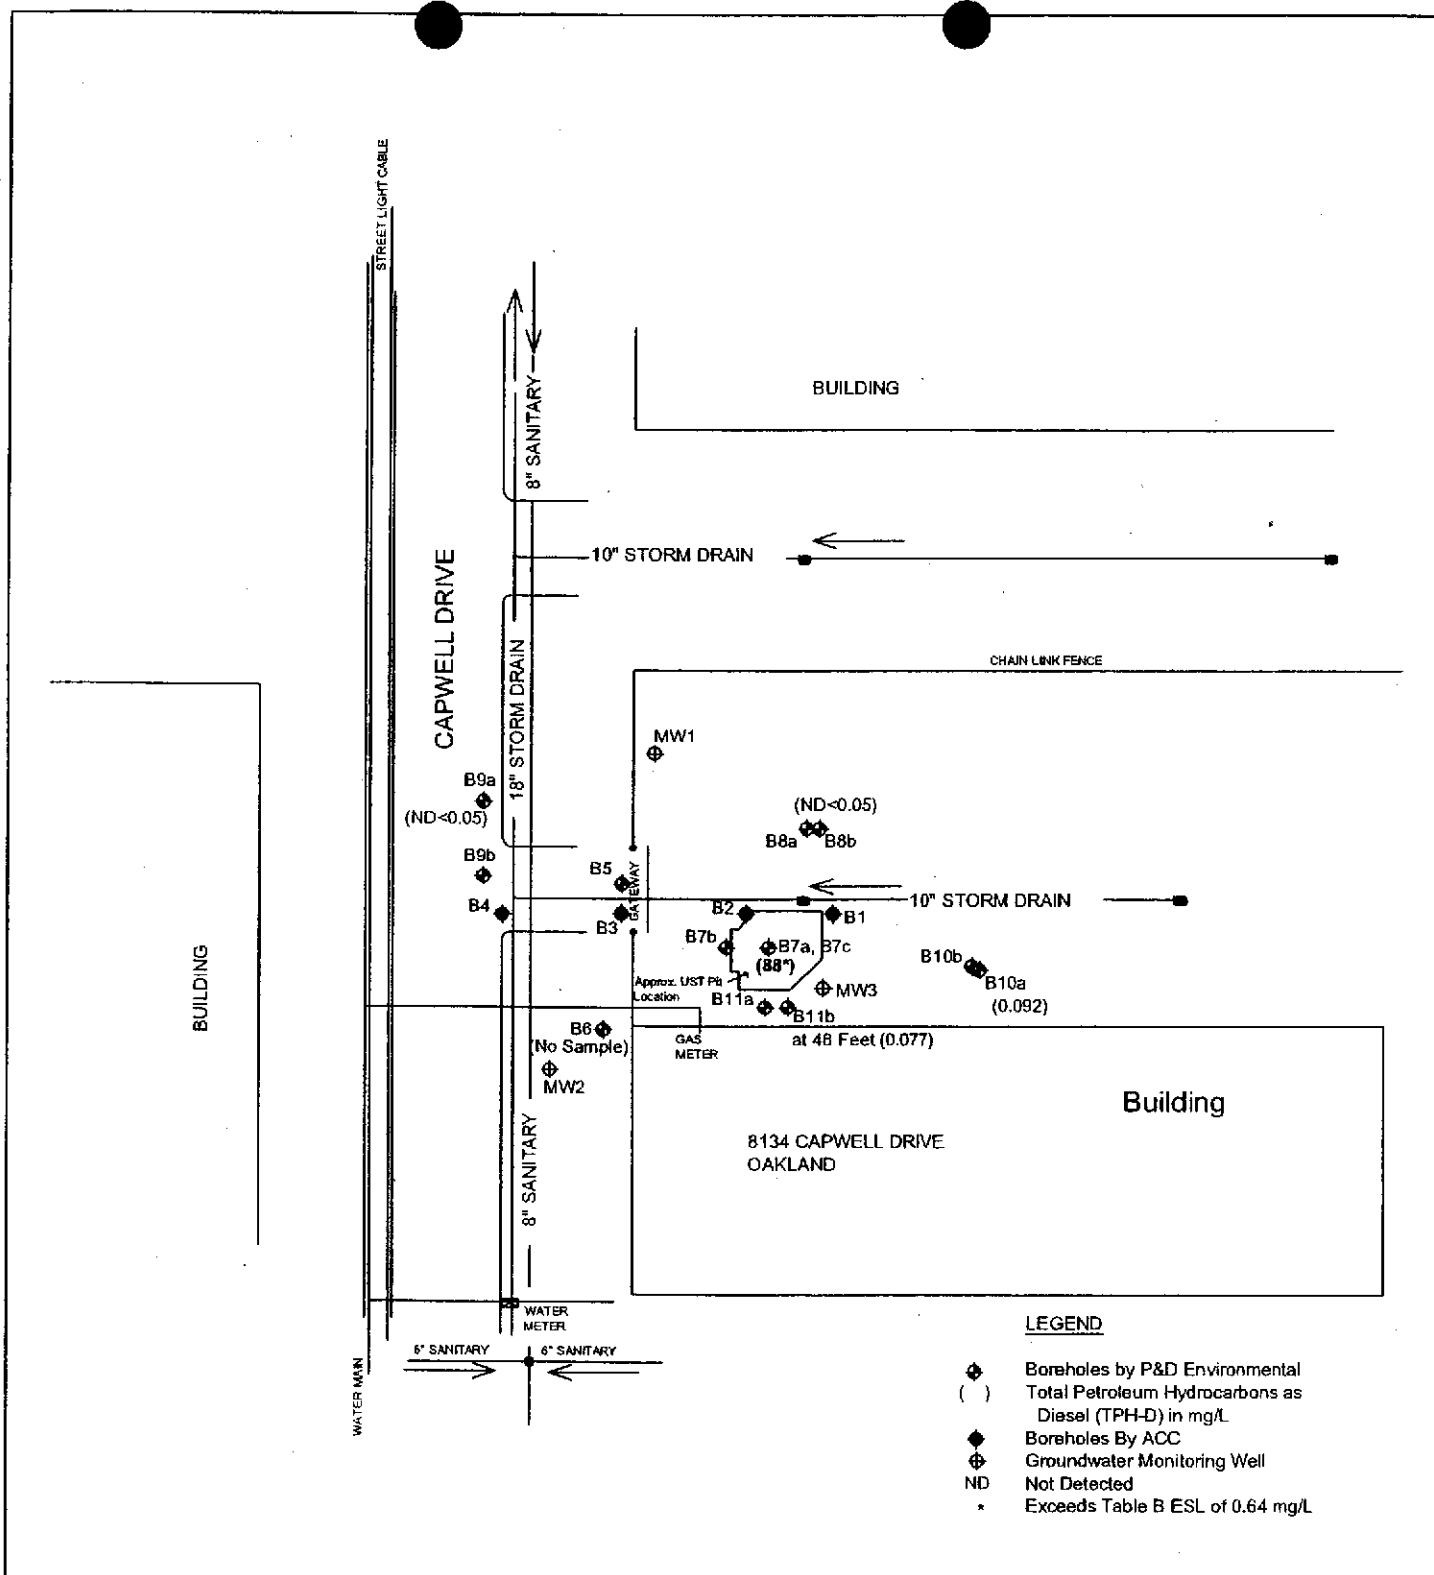 STREET LIGHT CABLE
8" SANITARY
BUILDING
10" STORM DRAIN
CAPWELL DRIVE
18" STORM DRAIN
CHAIN LINK FENCE
MW1
B9a
(ND<0.05)
(ND<0.05)
B8a
B8b
B9b
B5
GATEWAY
10" STORM DRAIN
B4
B3
B2
B1
B7b
B7a, B7c
(88*)
B10b
B10a
(0.092)
BUILDING
Approx. UST Pit
Location
MW3
B11a
B11b
at 46 Feet (0.077)
B6
(No Sample)
GAS
METER
MW2
Building
8134 CAPWELL DRIVE
OAKLAND
8" SANITARY
WATER
METER
6" SANITARY
6" SANITARY
WATER MAIN
LEGEND
Boreholes by P&D Environmental
( ) Total Petroleum Hydrocarbons as
Diesel (TPH-D) in mg/L
Boreholes By ACC
Groundwater Monitoring Well
ND Not Detected
* Exceeds Table B ESL of 0.64 mg/L